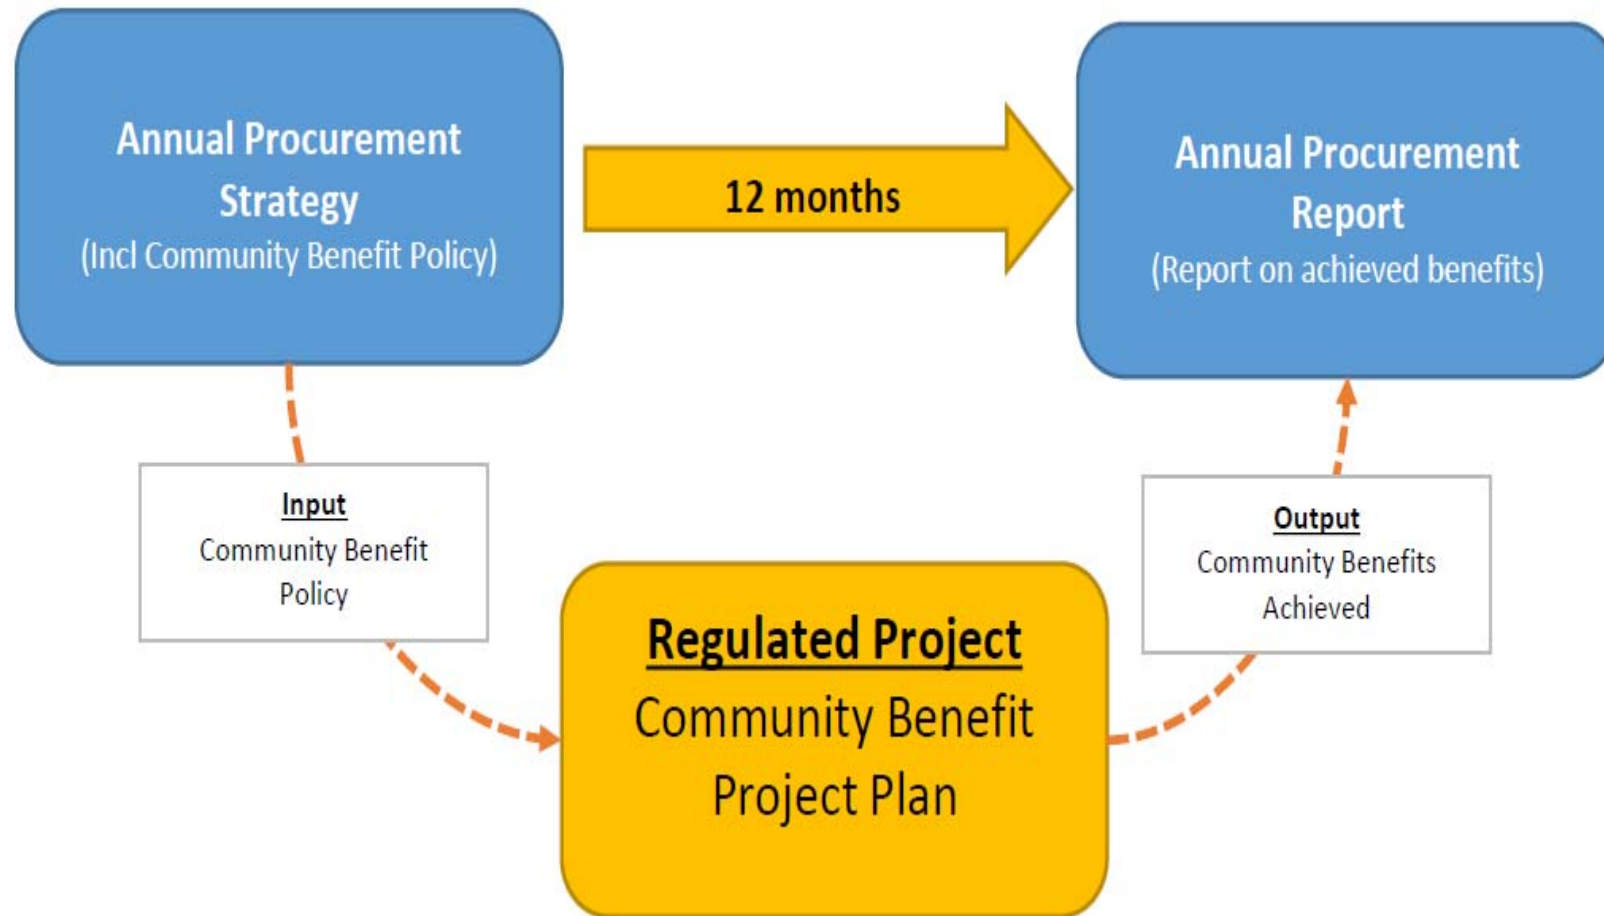 Annual Procurement
Strategy
(Incl Community Benefit Policy)
12 months
Annual Procurement
Report
(Report on achieved benefits)
Input
Community Benefit
Policy
Regulated Project
Community Benefit
Project Plan
Output
Community Benefits
Achieved